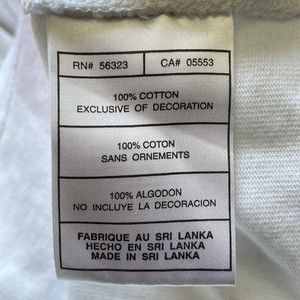 RN# 56323 CA# 05553
100% COTTON
EXCLUSIVE OF DECORATION
100% COTON
SANS ORNEMENTS
100% ALGODON
NO INCLUYE LA DECORACION
FABRIQUE AU SRI LANKA
HECHO EN SRI LANKA
MADE IN SRI LANKA